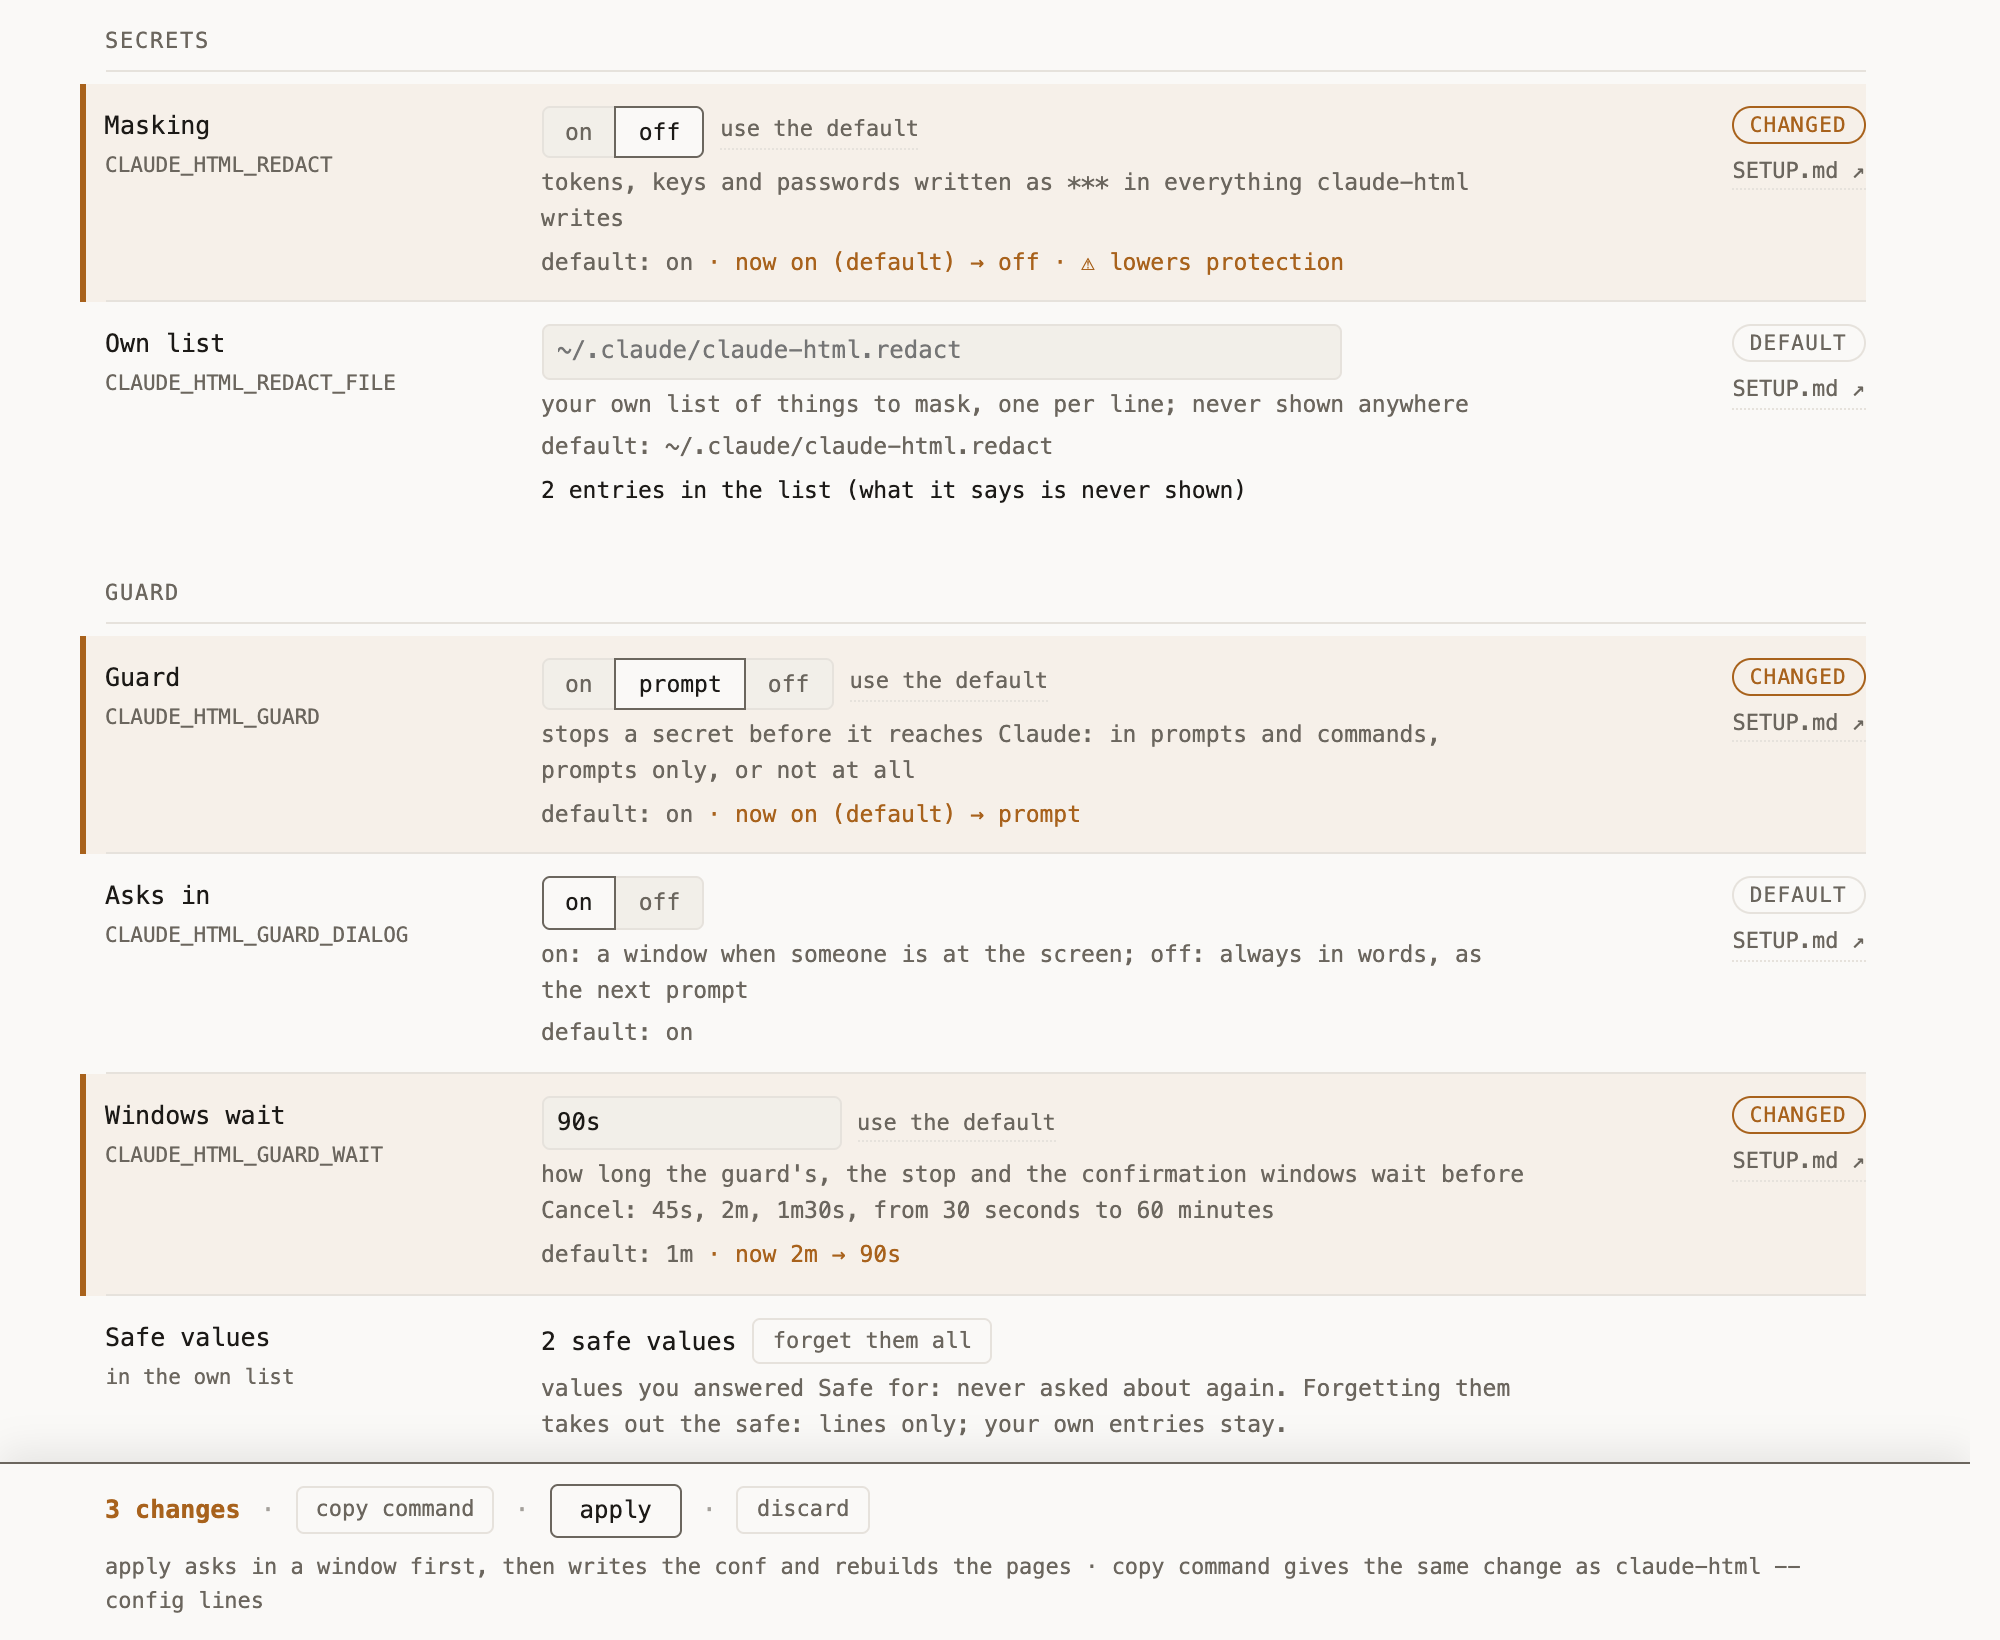 SECRETS
Masking
CLAUDE_HTML_REDACT
on off use the default
tokens, keys and passwords written as *** in everything claude-html
writes
default: on · now on (default) → off · ⚠ lowers protection
CHANGED
SETUP.md ↗
Own list
CLAUDE_HTML_REDACT_FILE
~/.claude/claude-html.redact
your own list of things to mask, one per line; never shown anywhere
default: ~/.claude/claude-html.redact
2 entries in the list (what it says is never shown)
DEFAULT
SETUP.md ↗
GUARD
Guard
CLAUDE_HTML_GUARD
on prompt off use the default
stops a secret before it reaches Claude: in prompts and commands,
prompts only, or not at all
default: on · now on (default) → prompt
CHANGED
SETUP.md ↗
Asks in
CLAUDE_HTML_GUARD_DIALOG
on off
on: a window when someone is at the screen; off: always in words, as
the next prompt
default: on
DEFAULT
SETUP.md ↗
Windows wait
CLAUDE_HTML_GUARD_WAIT
90s use the default
how long the guard's, the stop and the confirmation windows wait before
Cancel: 45s, 2m, 1m30s, from 30 seconds to 60 minutes
default: 1m · now 2m → 90s
CHANGED
SETUP.md ↗
Safe values
in the own list
2 safe values forget them all
values you answered Safe for: never asked about again. Forgetting them
takes out the safe: lines only; your own entries stay.
3 changes · copy command · apply · discard
apply asks in a window first, then writes the conf and rebuilds the pages · copy command gives the same change as claude-html --
config lines